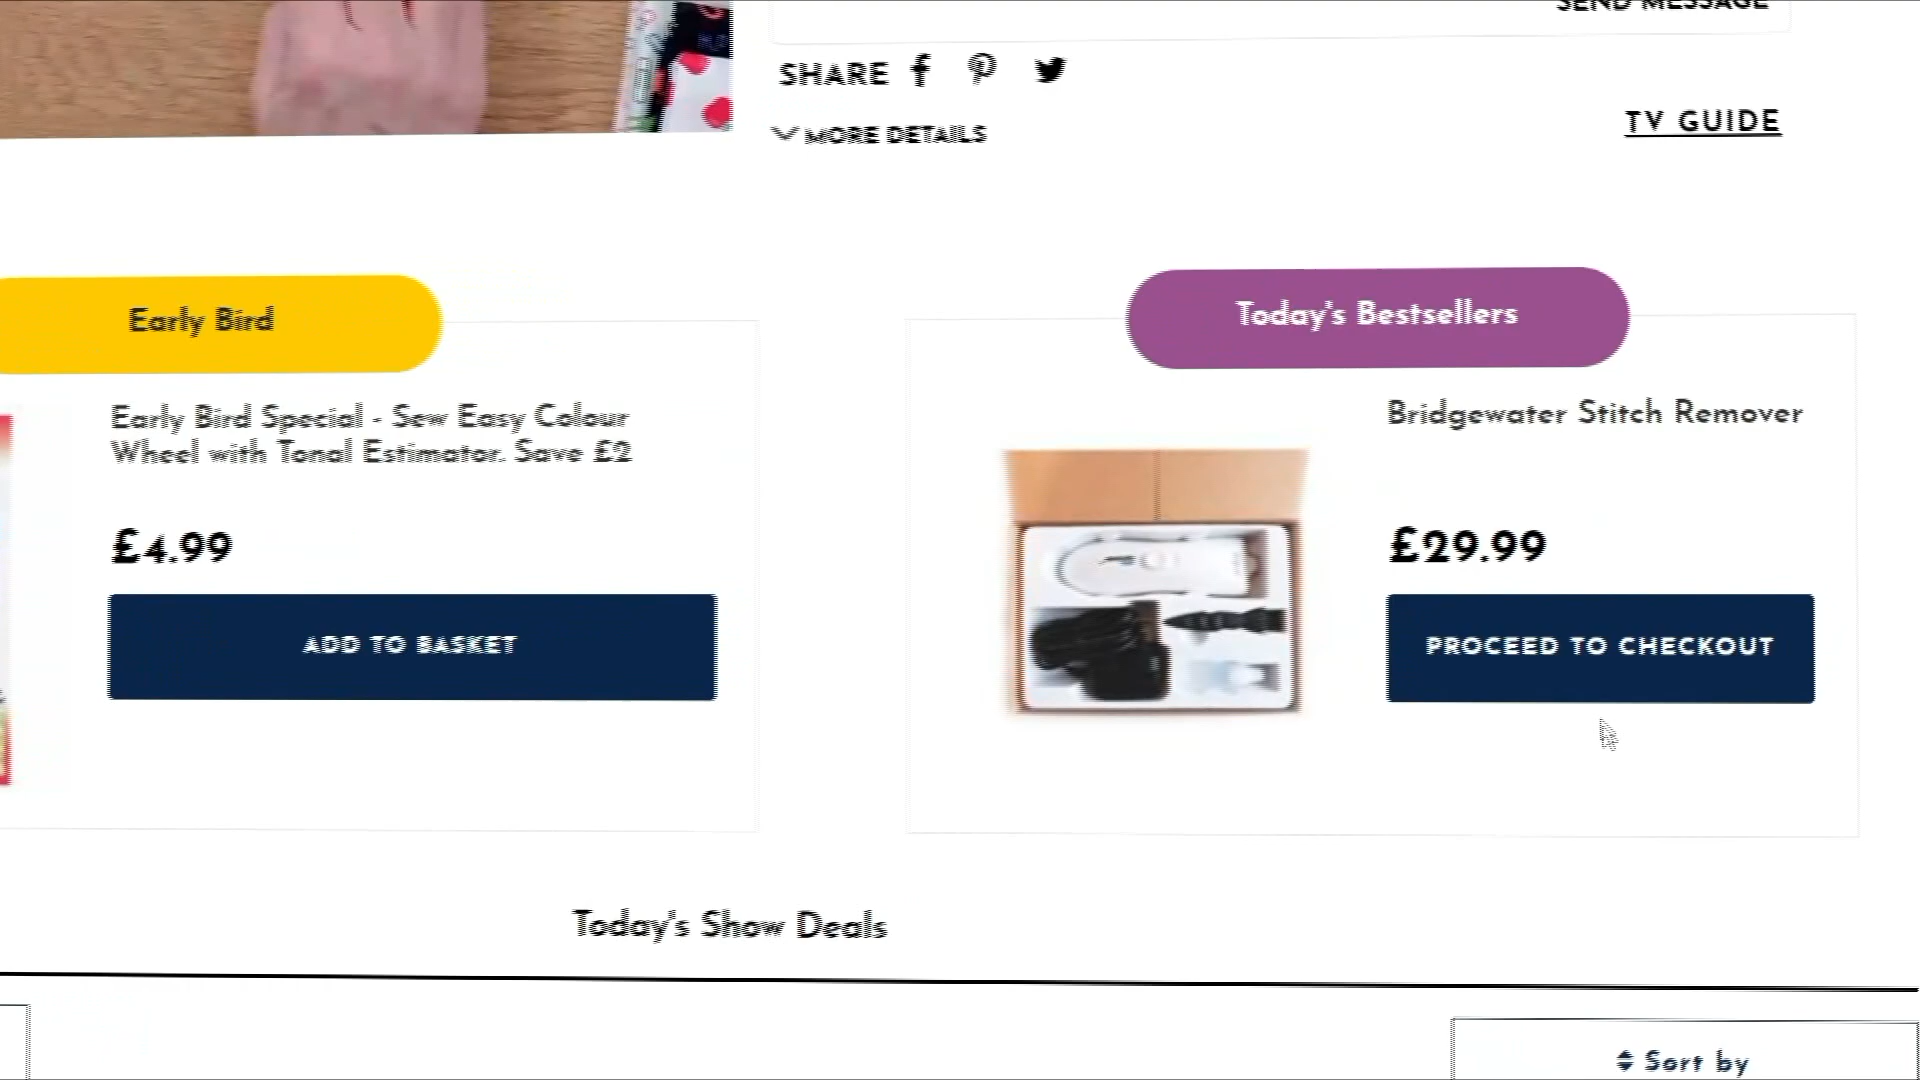 SEND MESSAGE
SHARE
MORE DETAILS
TV GUIDE
Early Bird
Early Bird Special - Sew Easy Colour
Wheel with Tonal Estimator. Save £2
£4.99
ADD TO BASKET
Today's Bestsellers
Bridgewater Stitch Remover
£29.99
PROCEED TO CHECKOUT
Today's Show Deals
Sort by